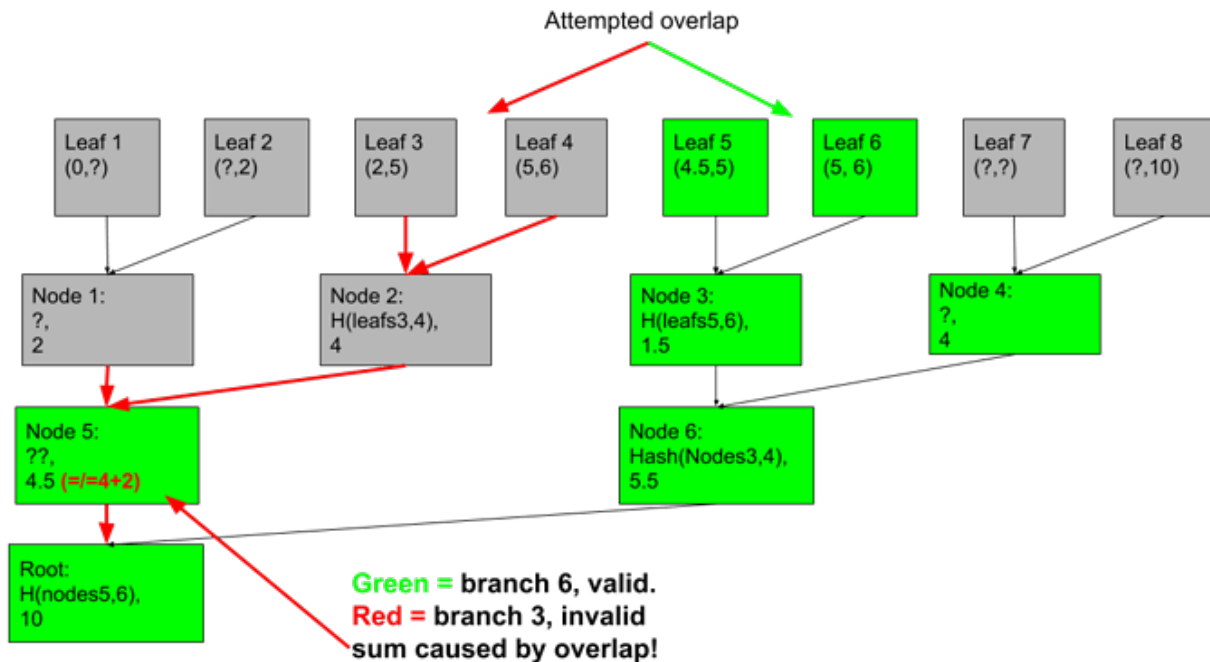 Attempted overlap
Leaf 1
(0,?)
Leaf 2
(?,2)
Leaf 3
(2,5)
Leaf 4
(5,6)
Leaf 5
(4.5,5)
Leaf 6
(5, 6)
Leaf 7
(?,?)
Leaf 8
(?,10)
Node 1:
?,
2
Node 2:
H(leafs3,4),
4
Node 3:
H(leafs5,6),
1.5
Node 4:
?,
4
Node 5:
??,
4.5 (=/=4+2)
Node 6:
Hash(Nodes3,4),
5.5
Root:
H(nodes5,6),
10
Green = branch 6, valid.
Red = branch 3, invalid
sum caused by overlap!